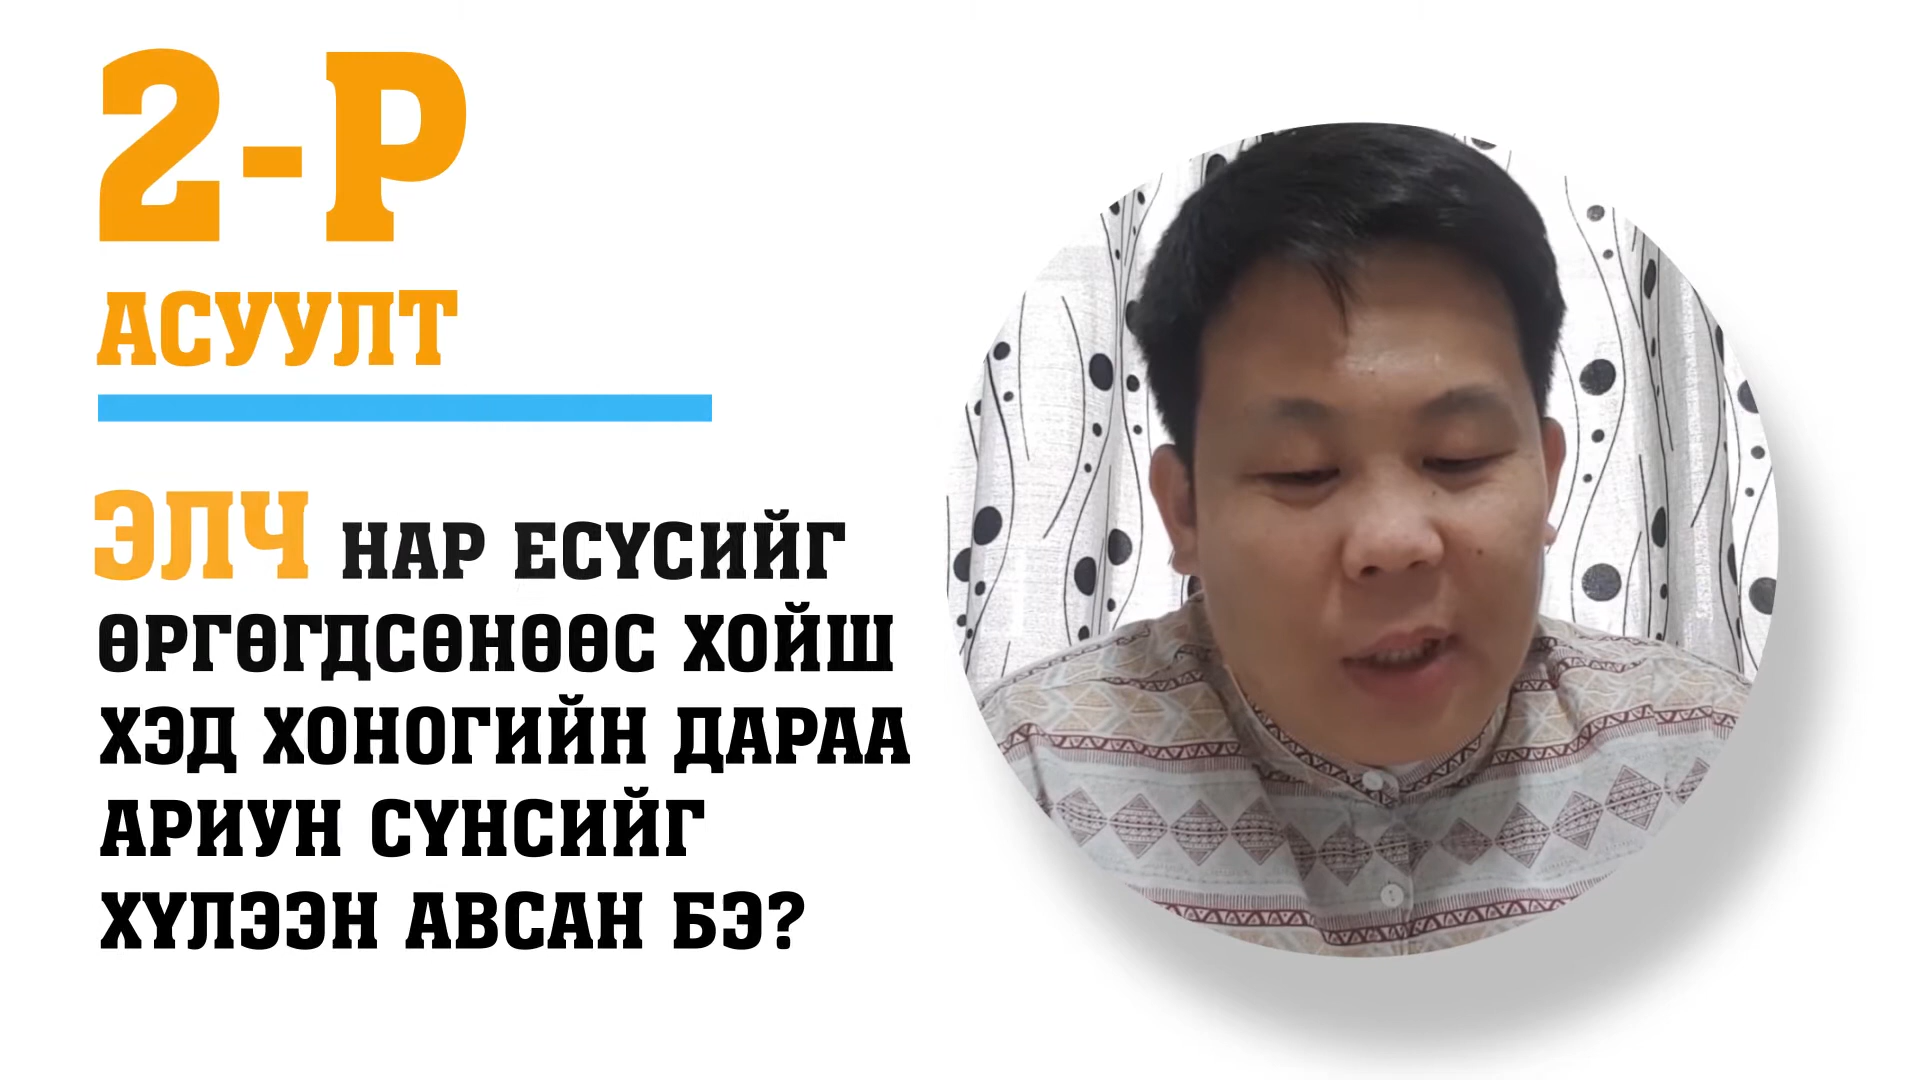 2-Р
АСУУЛТ
ЭЛЧ НАР ЕСҮСИЙГ
ӨРГӨГДСӨНӨӨС ХОЙШ
ХЭД ХОНОГИЙН ДАРАА
АРИУН СҮНСИЙГ
ХҮЛЭЭН АВСАН БЭ?